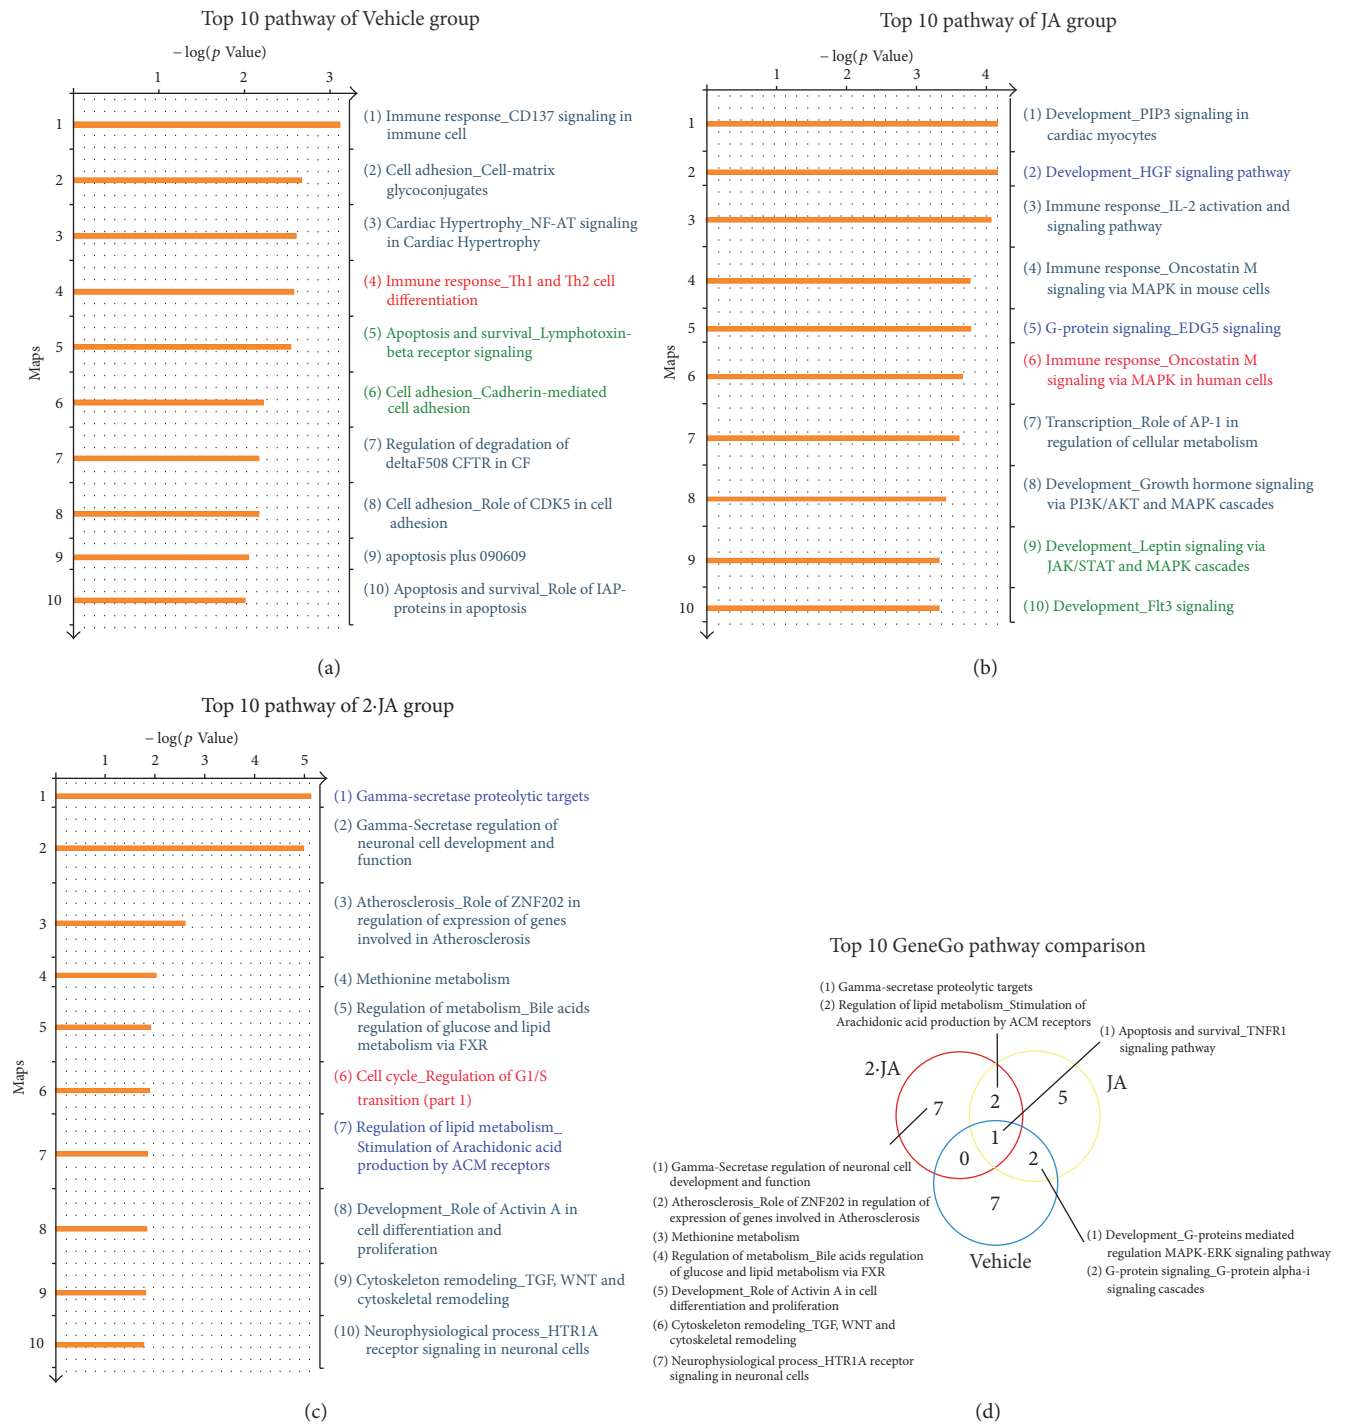 Top 10 pathway of Vehicle group
− log(p Value)
1 2 3
Maps
1
2
3
4
5
6
7
8
9
10
(1) Immune response_CD137 signaling in
immune cell
(2) Cell adhesion_Cell-matrix
glycoconjugates
(3) Cardiac Hypertrophy_NF-AT signaling
in Cardiac Hypertrophy
(4) Immune response_Th1 and Th2 cell
differentiation
(5) Apoptosis and survival_Lymphotoxin-
beta receptor signaling
(6) Cell adhesion_Cadherin-mediated
cell adhesion
(7) Regulation of degradation of
deltaF508 CFTR in CF
(8) Cell adhesion_Role of CDK5 in cell
adhesion
(9) apoptosis plus 090609
(10) Apoptosis and survival_Role of IAP-
proteins in apoptosis
(a)
Top 10 pathway of JA group
− log(p Value)
1 2 3 4
Maps
1
2
3
4
5
6
7
8
9
10
(1) Development_PIP3 signaling in
cardiac myocytes
(2) Development_HGF signaling pathway
(3) Immune response_IL-2 activation and
signaling pathway
(4) Immune response_Oncostatin M
signaling via MAPK in mouse cells
(5) G-protein signaling_EDG5 signaling
(6) Immune response_Oncostatin M
signaling via MAPK in human cells
(7) Transcription_Role of AP-1 in
regulation of cellular metabolism
(8) Development_Growth hormone signaling
via PI3K/AKT and MAPK cascades
(9) Development_Leptin signaling via
JAK/STAT and MAPK cascades
(10) Development_Flt3 signaling
(b)
Top 10 pathway of 2·JA group
− log(p Value)
1 2 3 4 5
Maps
1
2
3
4
5
6
7
8
9
10
(1) Gamma-secretase proteolytic targets
(2) Gamma-Secretase regulation of
neuronal cell development and
function
(3) Atherosclerosis_Role of ZNF202 in
regulation of expression of genes
involved in Atherosclerosis
(4) Methionine metabolism
(5) Regulation of metabolism_Bile acids
regulation of glucose and lipid
metabolism via FXR
(6) Cell cycle_Regulation of G1/S
transition (part 1)
(7) Regulation of lipid metabolism_
Stimulation of Arachidonic acid
production by ACM receptors
(8) Development_Role of Activin A in
cell differentiation and
proliferation
(9) Cytoskeleton remodeling_TGF, WNT and
cytoskeletal remodeling
(10) Neurophysiological process_HTR1A
receptor signaling in neuronal cells
(c)
Top 10 GeneGo pathway comparison
(1) Gamma-secretase proteolytic targets
(2) Regulation of lipid metabolism_Stimulation of
Arachidonic acid production by ACM receptors
(1) Apoptosis and survival_TNFR1
signaling pathway
2·JA
JA
7
2
5
1
0
2
7
Vehicle
(1) Gamma-Secretase regulation of neuronal cell
development and function
(2) Atherosclerosis_Role of ZNF202 in regulation of
expression of genes involved in Atherosclerosis
(3) Methionine metabolism
(4) Regulation of metabolism_Bile acids regulation
of glucose and lipid metabolism via FXR
(5) Development_Role of Activin A in cell
differentiation and proliferation
(6) Cytoskeleton remodeling_TGF, WNT and
cytoskeletal remodeling
(7) Neurophysiological process_HTR1A receptor
signaling in neuronal cells
(1) Development_G-proteins mediated
regulation MAPK-ERK signaling pathway
(2) G-protein signaling_G-protein alpha-i
signaling cascades
(d)